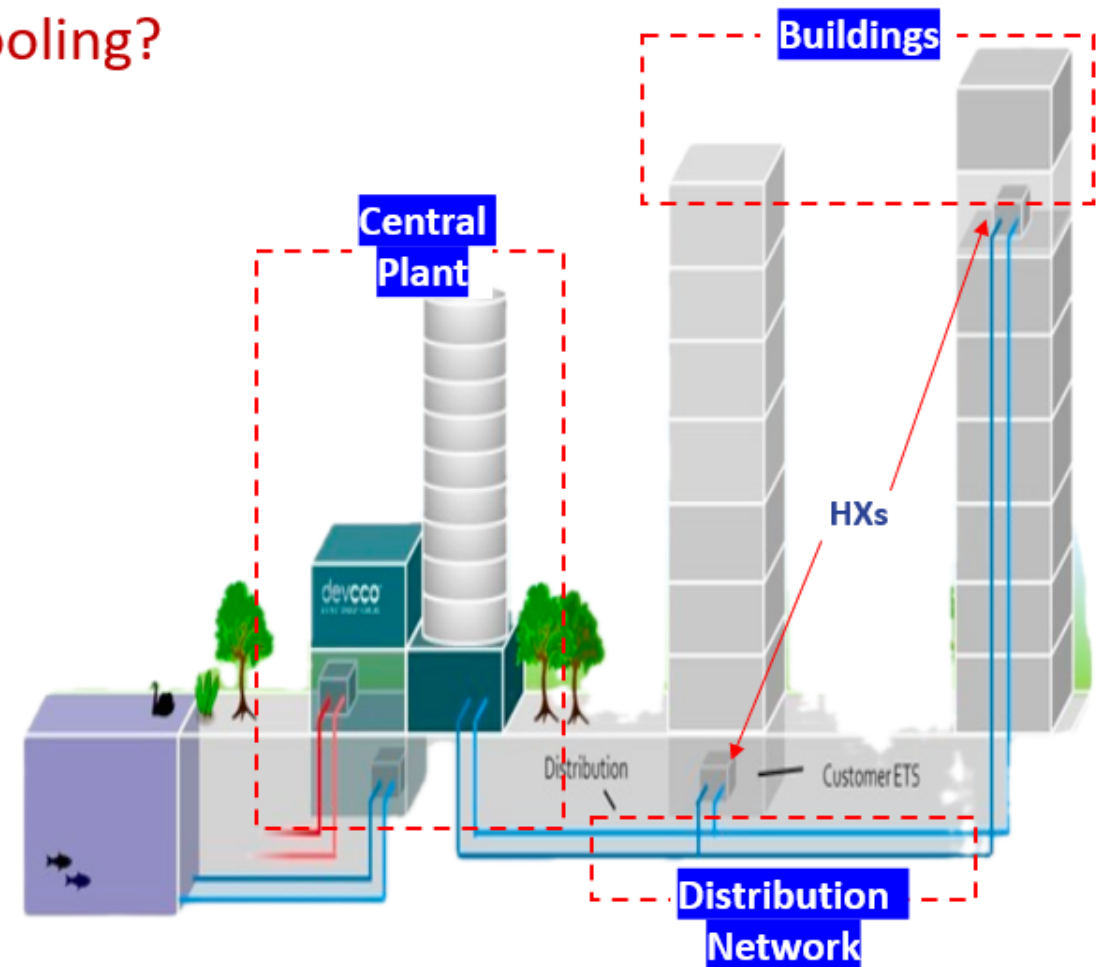 ooling?
Buildings
Central
Plant
HXs
devcco
Distribution
Customer ETS
Distribution
Network